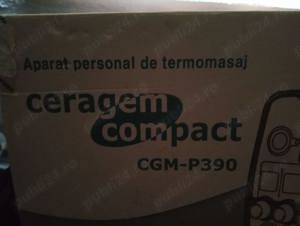 Aparat personal de termomasaj
ceragem
compact
CGM-P390